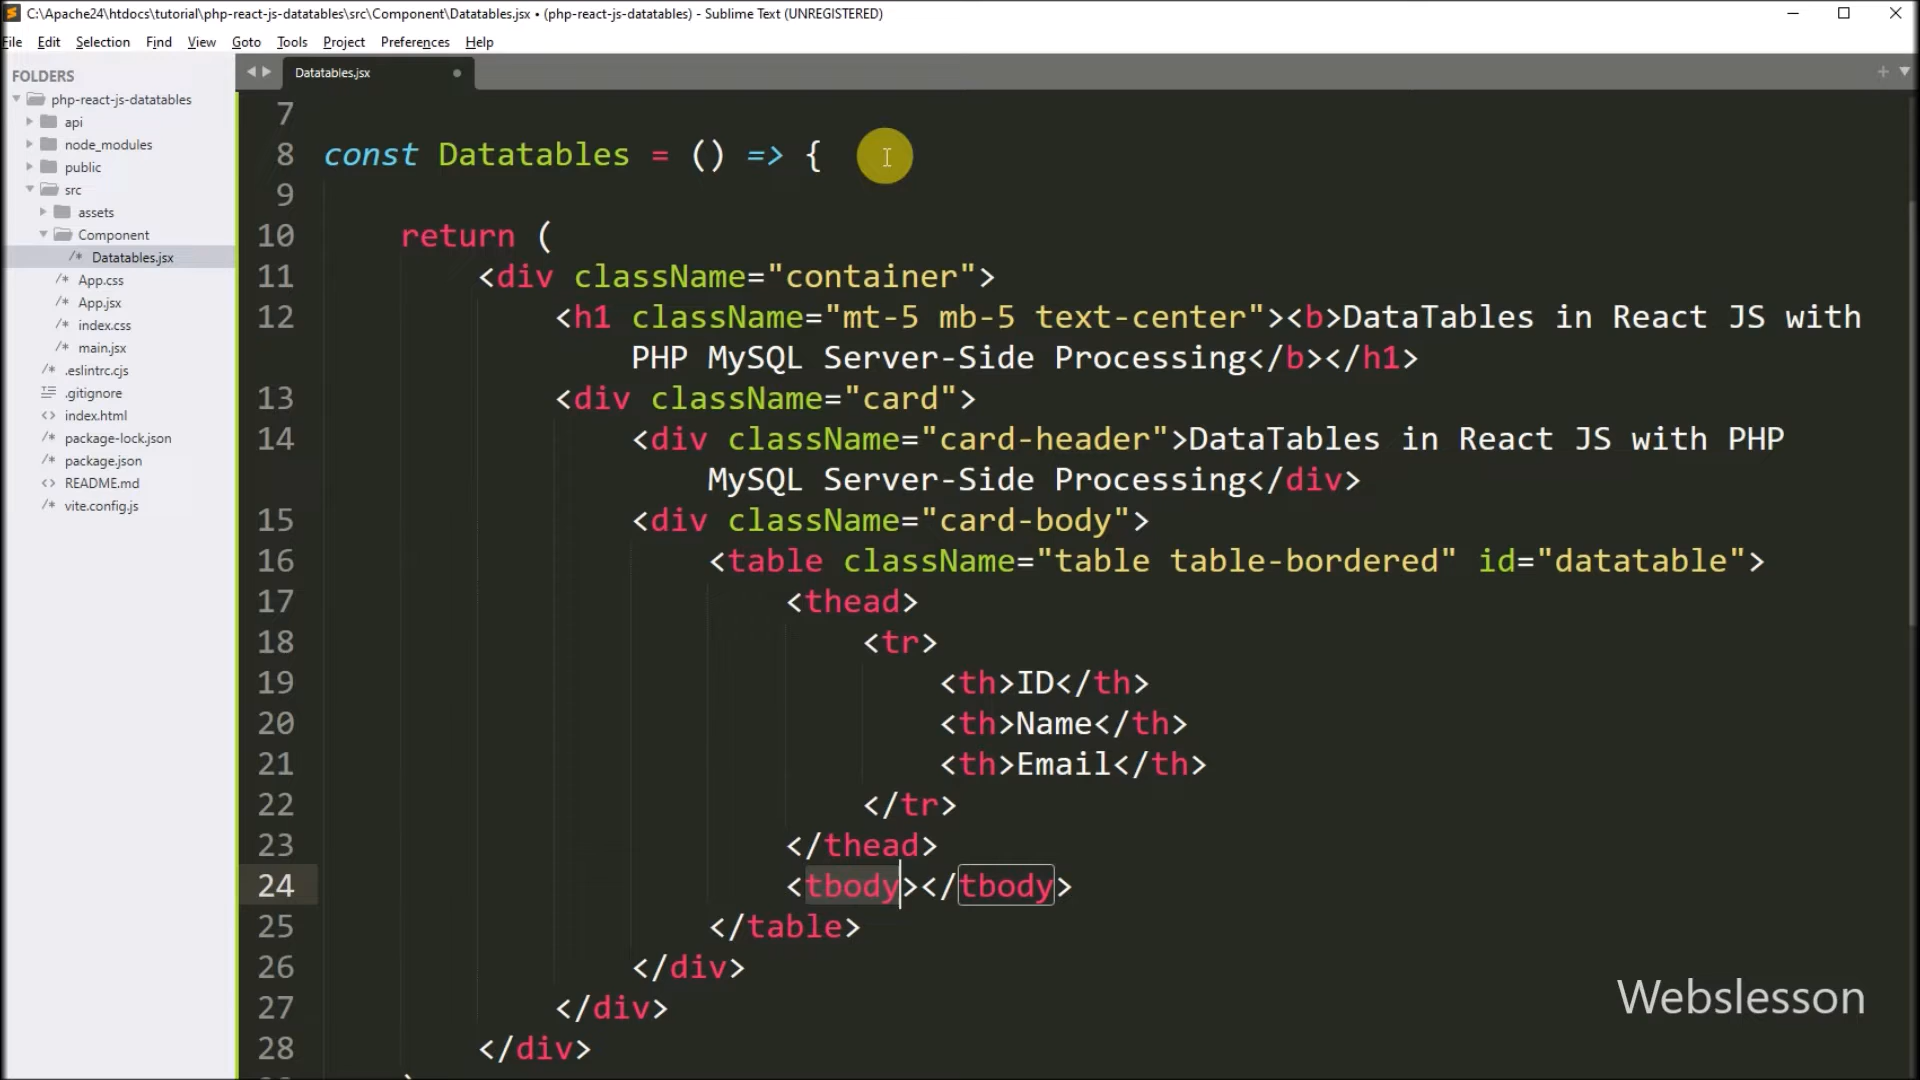 C:\Apache24\htdocs\tutorial\php-react-js-datatables\src\Component\Datatables.jsx • (php-react-js-datatables) - Sublime Text (UNREGISTERED)
File Edit Selection Find View Goto Tools Project Preferences Help
FOLDERS
php-react-js-datatables
api
node_modules
public
src
assets
Component
/* Datatables.jsx
/* App.css
/* App.jsx
/* index.css
/* main.jsx
/* .eslintrc.cjs
.gitignore
<> index.html
/* package-lock.json
/* package.json
<> README.md
/* vite.config.js
Datatables.jsx
7
8 const Datatables = () => {
9
10 return (
11 <div className="container">
12 <h1 className="mt-5 mb-5 text-center"><b>DataTables in React JS with
PHP MySQL Server-Side Processing</b></h1>
13 <div className="card">
14 <div className="card-header">DataTables in React JS with PHP
MySQL Server-Side Processing</div>
15 <div className="card-body">
16 <table className="table table-bordered" id="datatable">
17 <thead>
18 <tr>
19 <th>ID</th>
20 <th>Name</th>
21 <th>Email</th>
22 </tr>
23 </thead>
24 <tbody></tbody>
25 </table>
26 </div>
27 </div>
28 </div>
Webslesson